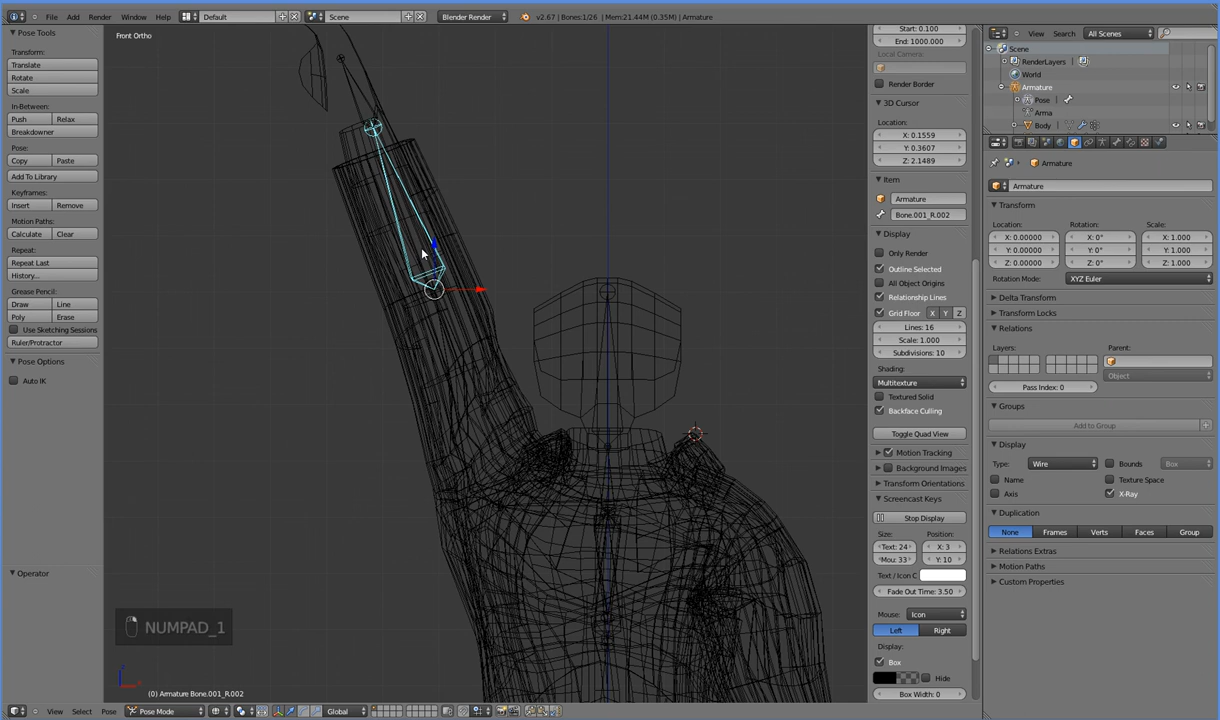 File Add Render Window Help Default Scene Blender Render v2.67 | Bones:1/26 | Mem:21.44M (0.35M) | Armature
Pose Tools
Transform:
Translate
Rotate
Scale
In-Between:
Push Relax
Breakdowner
Pose:
Copy Paste
Add To Library
Keyframes:
Insert Remove
Motion Paths:
Calculate Clear
Repeat:
Repeat Last
History...
Grease Pencil:
Draw Line
Poly Erase
Use Sketching Sessions
Ruler/Protractor
Pose Options
Auto IK
Operator
Front Ortho
NUMPAD_1
(0) Armature Bone.001_R.002
View Select Pose Pose Mode Global
Start: 0.100
End: 1000.000
Local Camera:
Render Border
3D Cursor
Location:
X: 0.1559
Y: 0.3607
Z: 2.1489
Item
Armature
Bone.001_R.002
Display
Only Render
Outline Selected
All Object Origins
Relationship Lines
Grid Floor X Y Z
Lines: 16
Scale: 1.000
Subdivisions: 10
Shading:
Multitexture
Textured Solid
Backface Culling
Toggle Quad View
Motion Tracking
Background Images
Transform Orientations
Screencast Keys
Stop Display
Size: Position:
Text: 24 X: 3
Mou: 33 Y: 10
Text / Icon C
Fade Out Time: 3.50
Mouse: Icon
Left Right
Display:
Box
Hide
Box Width: 0
View Search All Scenes
Scene
RenderLayers
World
Armature
Pose
Arma
Body
Armature
Armature
Transform
Location: Rotation: Scale:
X: 0.00000 X: 0° X: 1.000
Y: 0.00000 Y: 0° Y: 1.000
Z: 0.00000 Z: 0° Z: 1.000
Rotation Mode: XYZ Euler
Delta Transform
Transform Locks
Relations
Layers: Parent:
Object
Pass Index: 0
Groups
Add to Group
Display
Type: Wire Bounds Box
Name Texture Space
Axis X-Ray
Duplication
None Frames Verts Faces Group
Relations Extras
Motion Paths
Custom Properties